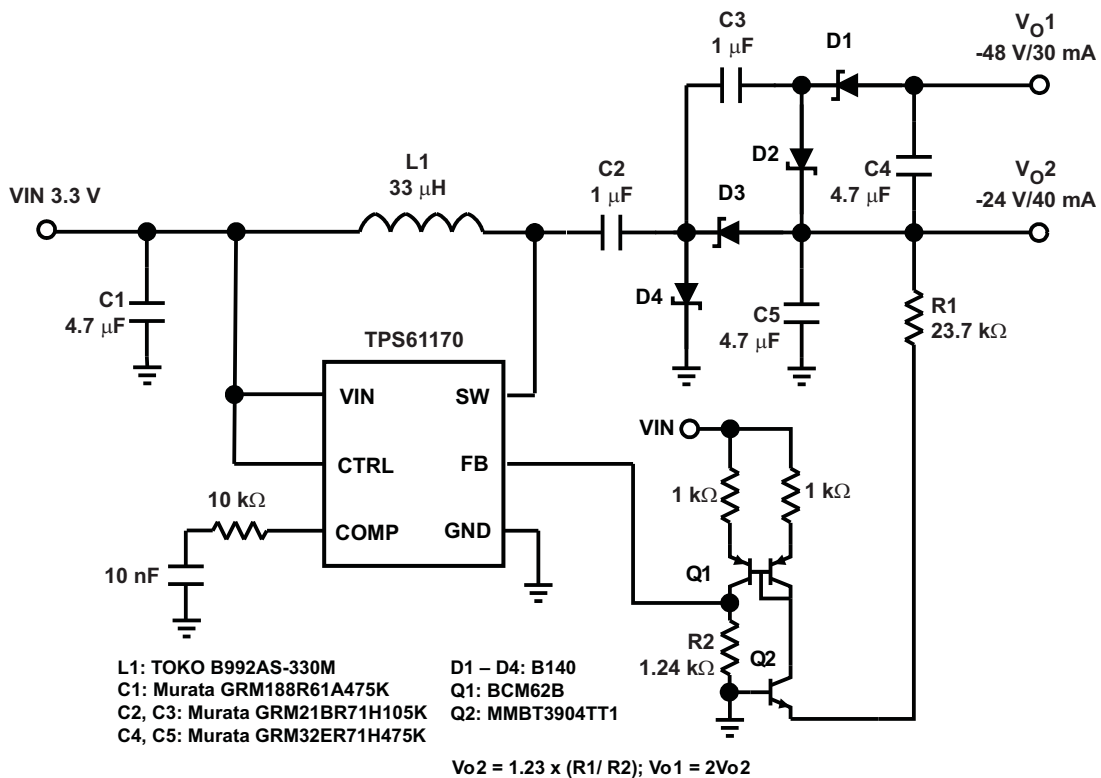 C3
1 μF
D1
VO1
-48 V/30 mA
L1
33 μH
C2
1 μF
D2
D3
C4
4.7 μF
VO2
-24 V/40 mA
VIN 3.3 V
C1
4.7 μF
D4
C5
4.7 μF
R1
23.7 kΩ
TPS61170
VIN
SW
CTRL
FB
COMP
GND
10 kΩ
10 nF
VIN
1 kΩ
1 kΩ
Q1
R2
1.24 kΩ
Q2
L1: TOKO B992AS-330M
C1: Murata GRM188R61A475K
C2, C3: Murata GRM21BR71H105K
C4, C5: Murata GRM32ER71H475K
D1 – D4: B140
Q1: BCM62B
Q2: MMBT3904TT1
Vo2 = 1.23 x (R1/ R2); Vo1 = 2Vo2